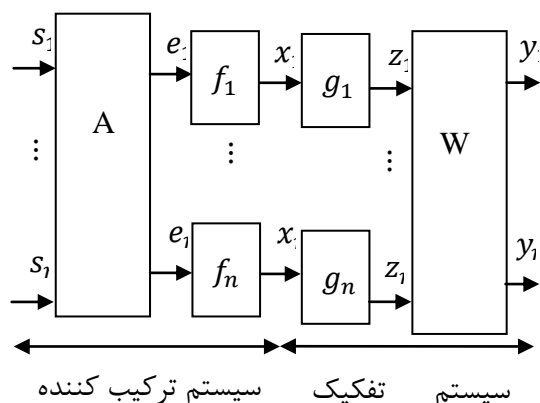 s₁ e₁ x₁ z₁ y₁
f₁ g₁
A W
⋮ ⋮ ⋮ ⋮
sₙ eₙ xₙ zₙ yₙ
fₙ gₙ
سیستم تفکیک
سیستم ترکیب کننده